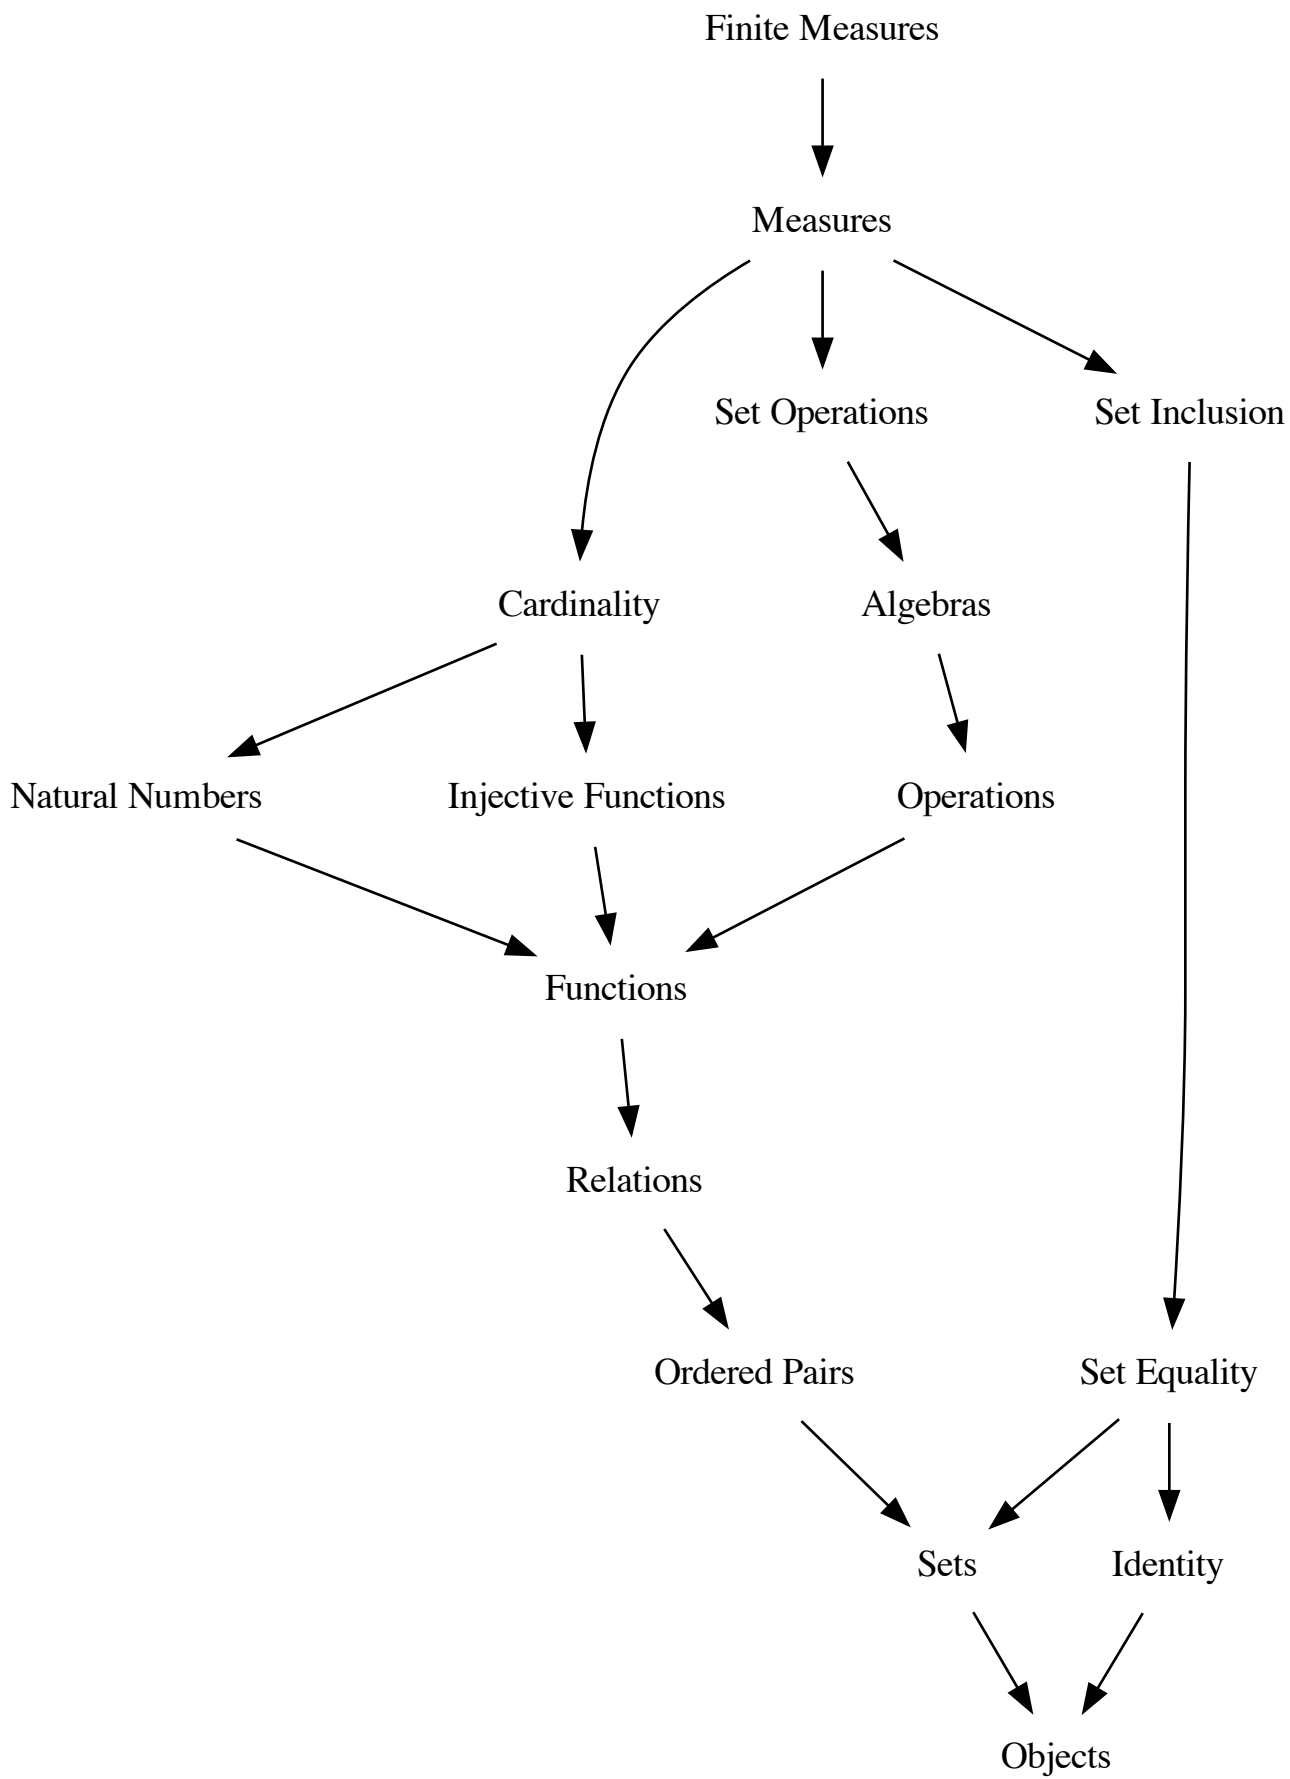 Finite Measures
Measures
Set Operations
Set Inclusion
Cardinality
Algebras
Natural Numbers
Injective Functions
Operations
Functions
Relations
Ordered Pairs
Set Equality
Sets
Identity
Objects